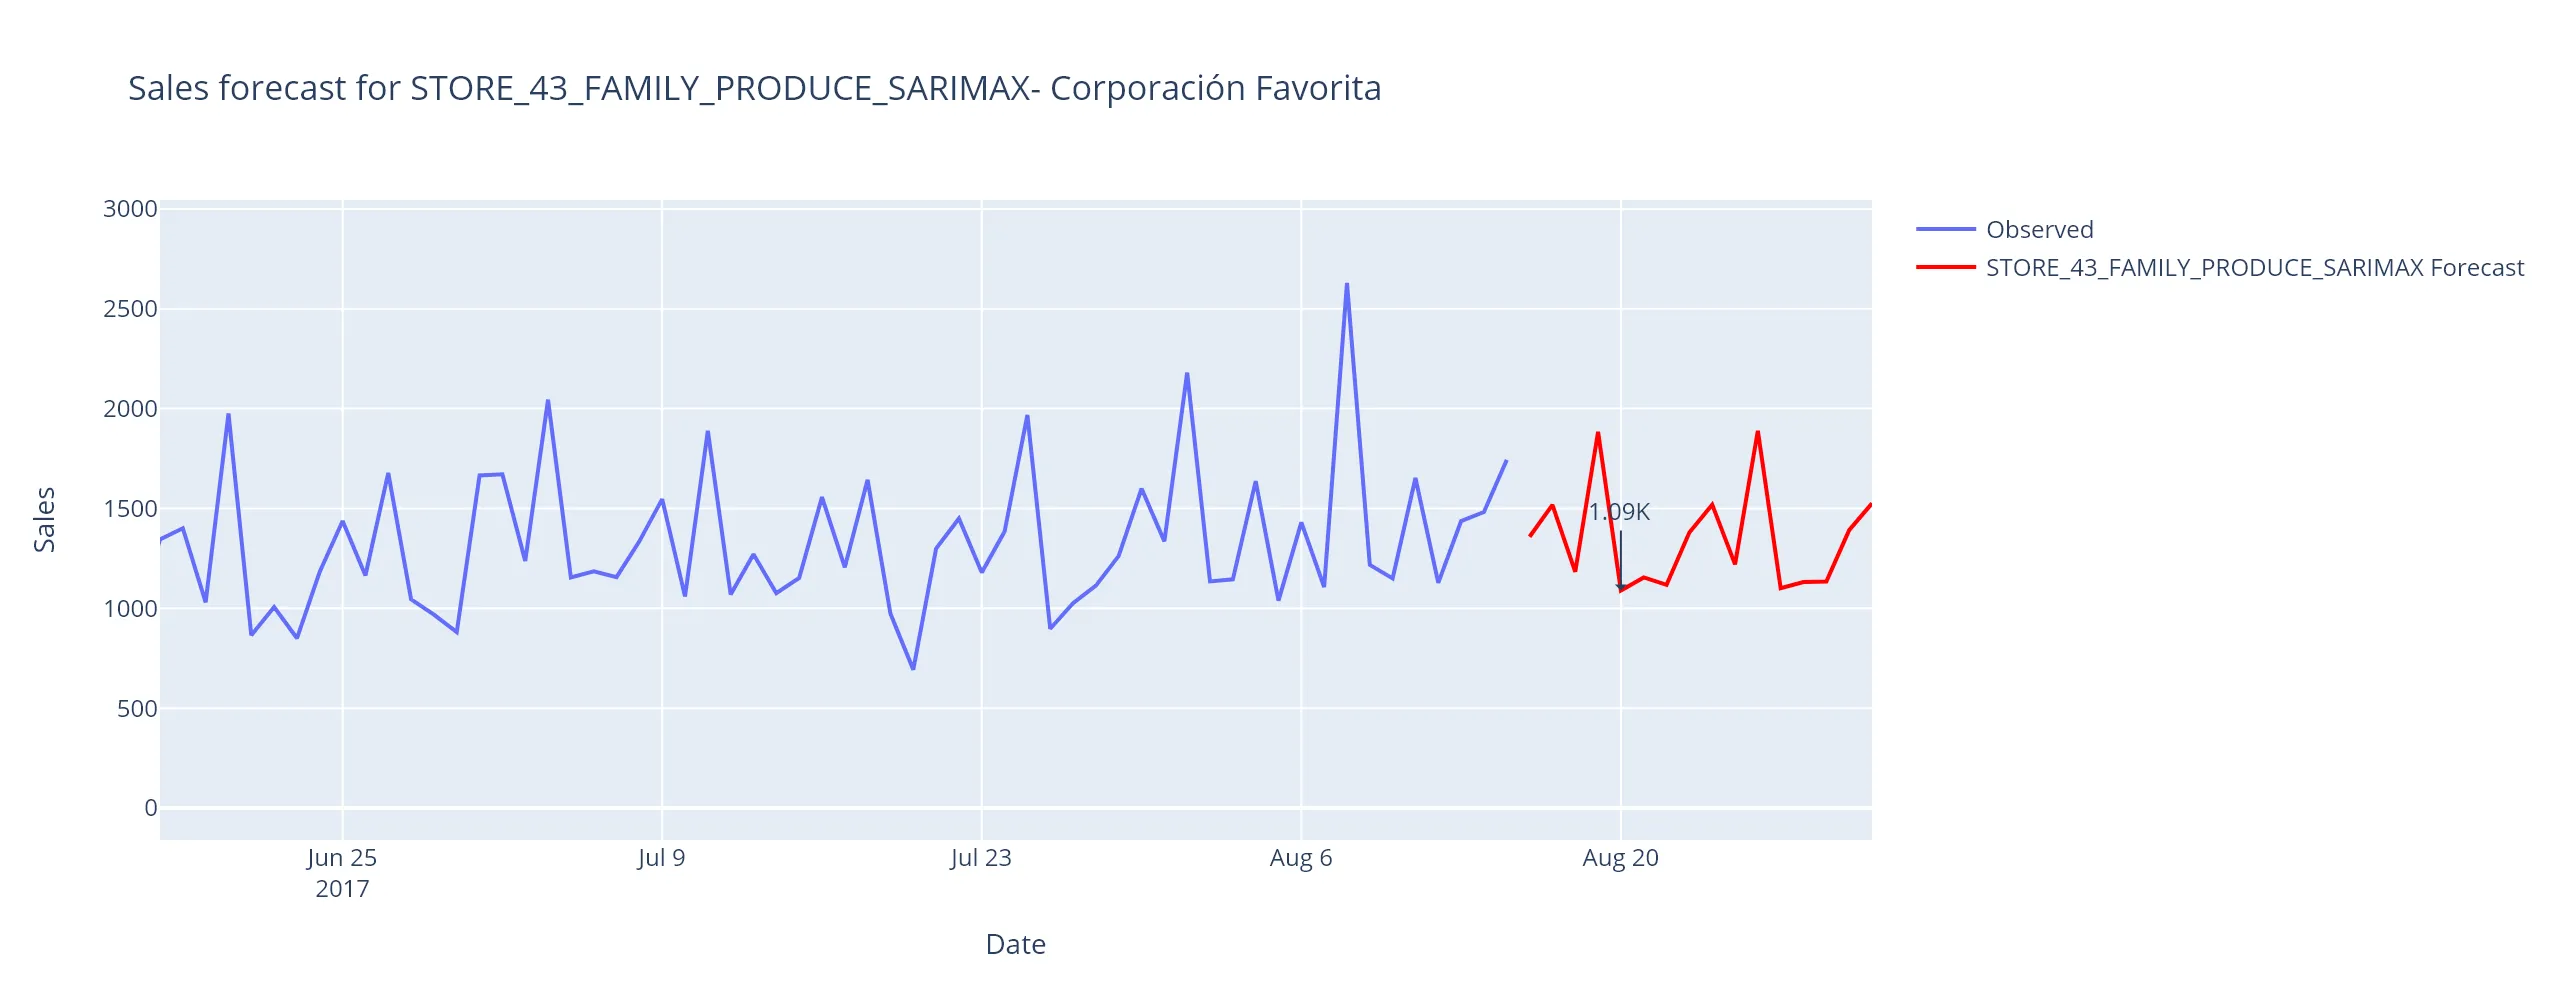 Sales forecast for STORE_43_FAMILY_PRODUCE_SARIMAX- Corporación Favorita
3000
2500
2000
1500
1000
500
0
Sales
1.09K
Jun 25
2017
Jul 9
Jul 23
Aug 6
Aug 20
Date
Observed
STORE_43_FAMILY_PRODUCE_SARIMAX Forecast